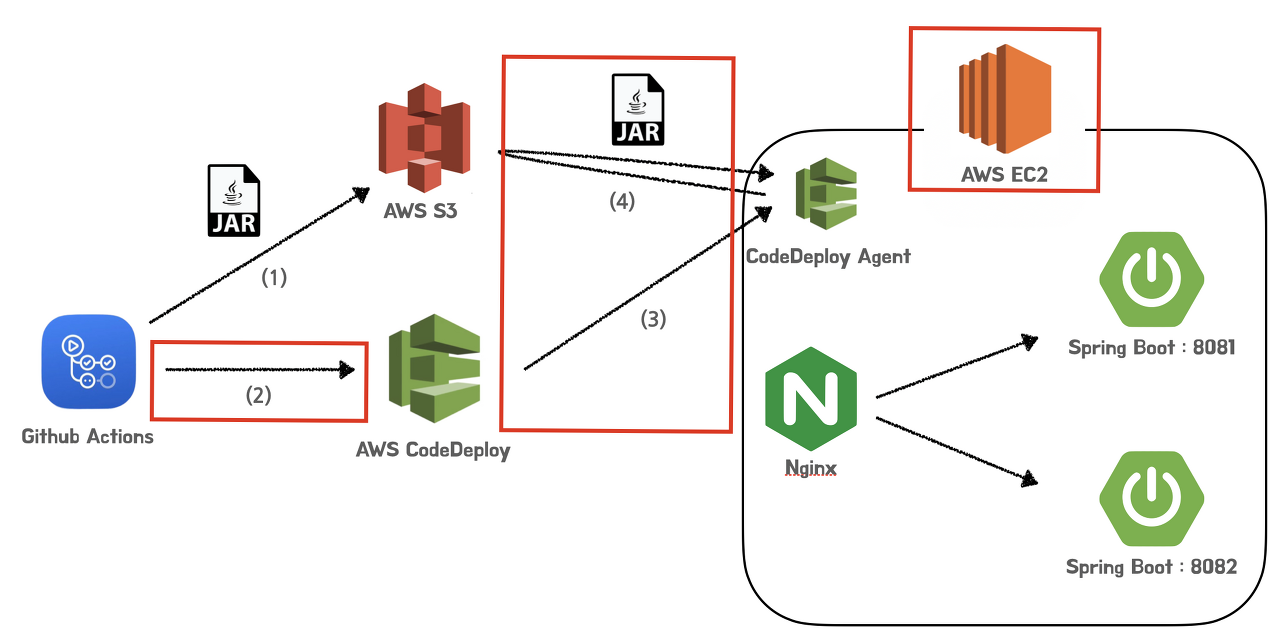 JAR
AWS EC2
JAR
AWS S3
(4)
CodeDeploy Agent
(1)
(3)
Spring Boot : 8081
(2)
Github Actions
AWS CodeDeploy
N
Nginx
Spring Boot : 8082